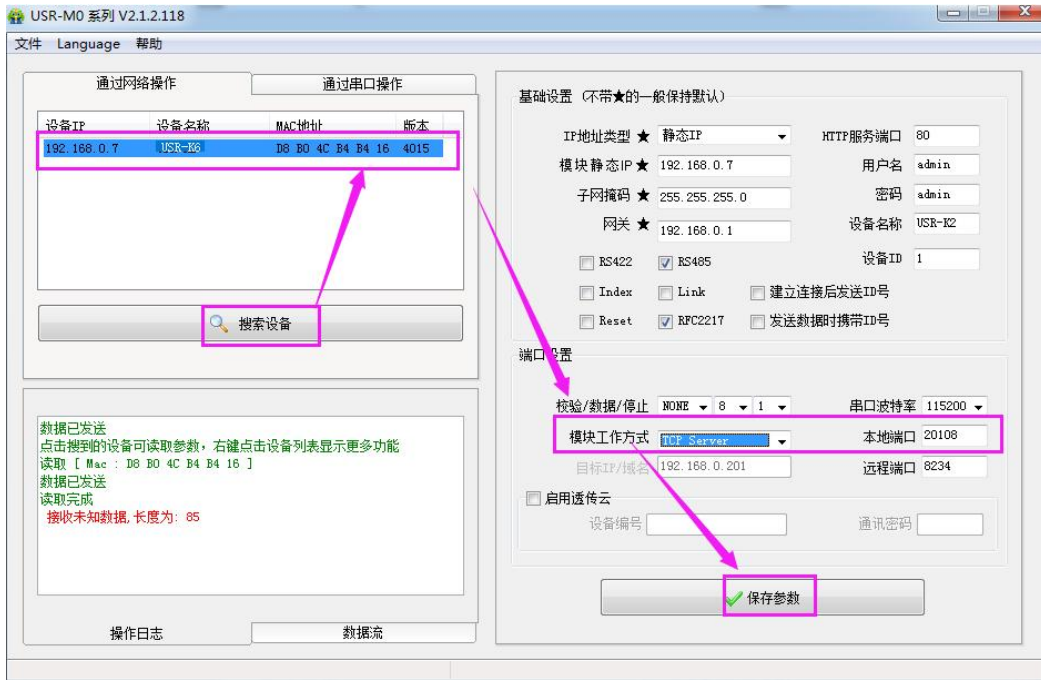 USR-M0 系列 V2.1.2.118
文件 Language 帮助
通过网络操作 通过串口操作
设备IP 设备名称 MAC地址 版本
192.168.0.7 USR-K6 D8 B0 4C B4 B4 16 4015
搜索设备
数据已发送
点击搜到的设备可读取参数，右键点击设备列表显示更多功能
读取 [ Mac : D8 B0 4C B4 B4 16 ]
数据已发送
读取完成
接收未知数据,长度为: 85
操作日志 数据流
基础设置 (不带★的一般保持默认)
IP地址类型 ★ 静态IP HTTP服务端口 80
模块静态IP★ 192.168.0.7 用户名 admin
子网掩码 ★ 255.255.255.0 密码 admin
网关 ★ 192.168.0.1 设备名称 USR-K2
RS422 RS485 设备ID 1
Index Link 建立连接后发送ID号
Reset RFC2217 发送数据时携带ID号
端口设置
校验/数据/停止 NONE 8 1 串口波特率 115200
模块工作方式 TCP Server 本地端口 20108
目标IP/域名 192.168.0.201 远程端口 8234
启用透传云
设备编号 通讯密码
保存参数